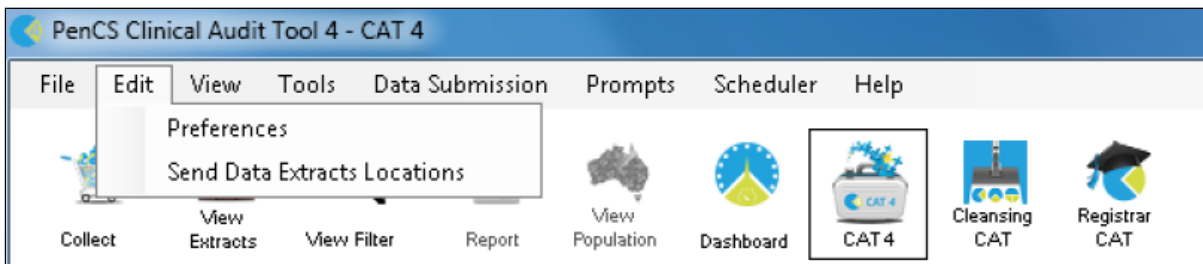 PenCS Clinical Audit Tool 4 - CAT 4
File Edit View Tools Data Submission Prompts Scheduler Help
Preferences
Send Data Extracts Locations
CAT 4
Collect View Extracts View Filter Report View Population Dashboard CAT 4 Cleansing CAT Registrar CAT